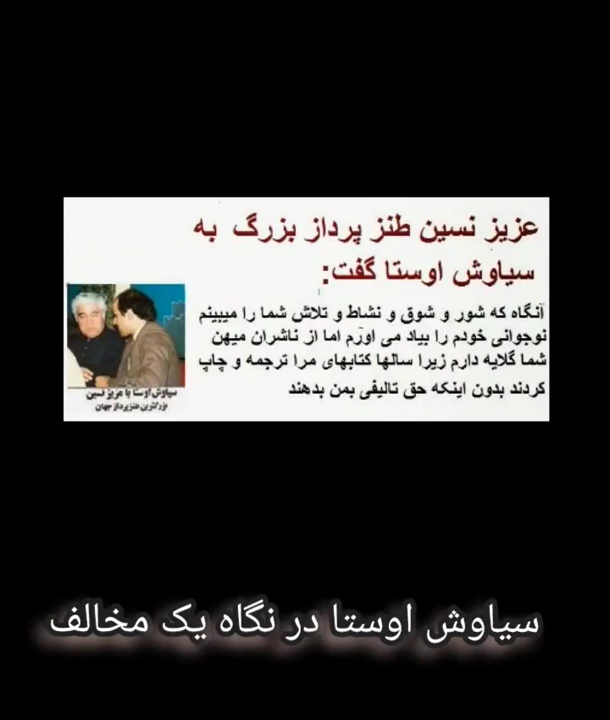 عزیز نسین طنز پرداز بزرگ به
سیاوش اوستا گفت:
آنگاه که شور و شوق و نشاط و تلاش شما را میبینم
نوجوانی خودم را بیاد می اورم اما از ناشران میهن
شما گلایه دارم زیرا سالها کتابهای مرا ترجمه و چاپ
کردند بدون اینکه حق تالیفی بمن بدهند
سیاوش اوستا با عزیز نسین
بزرگترین طنزپرداز جهان
سیاوش اوستا در نگاه یک مخالف